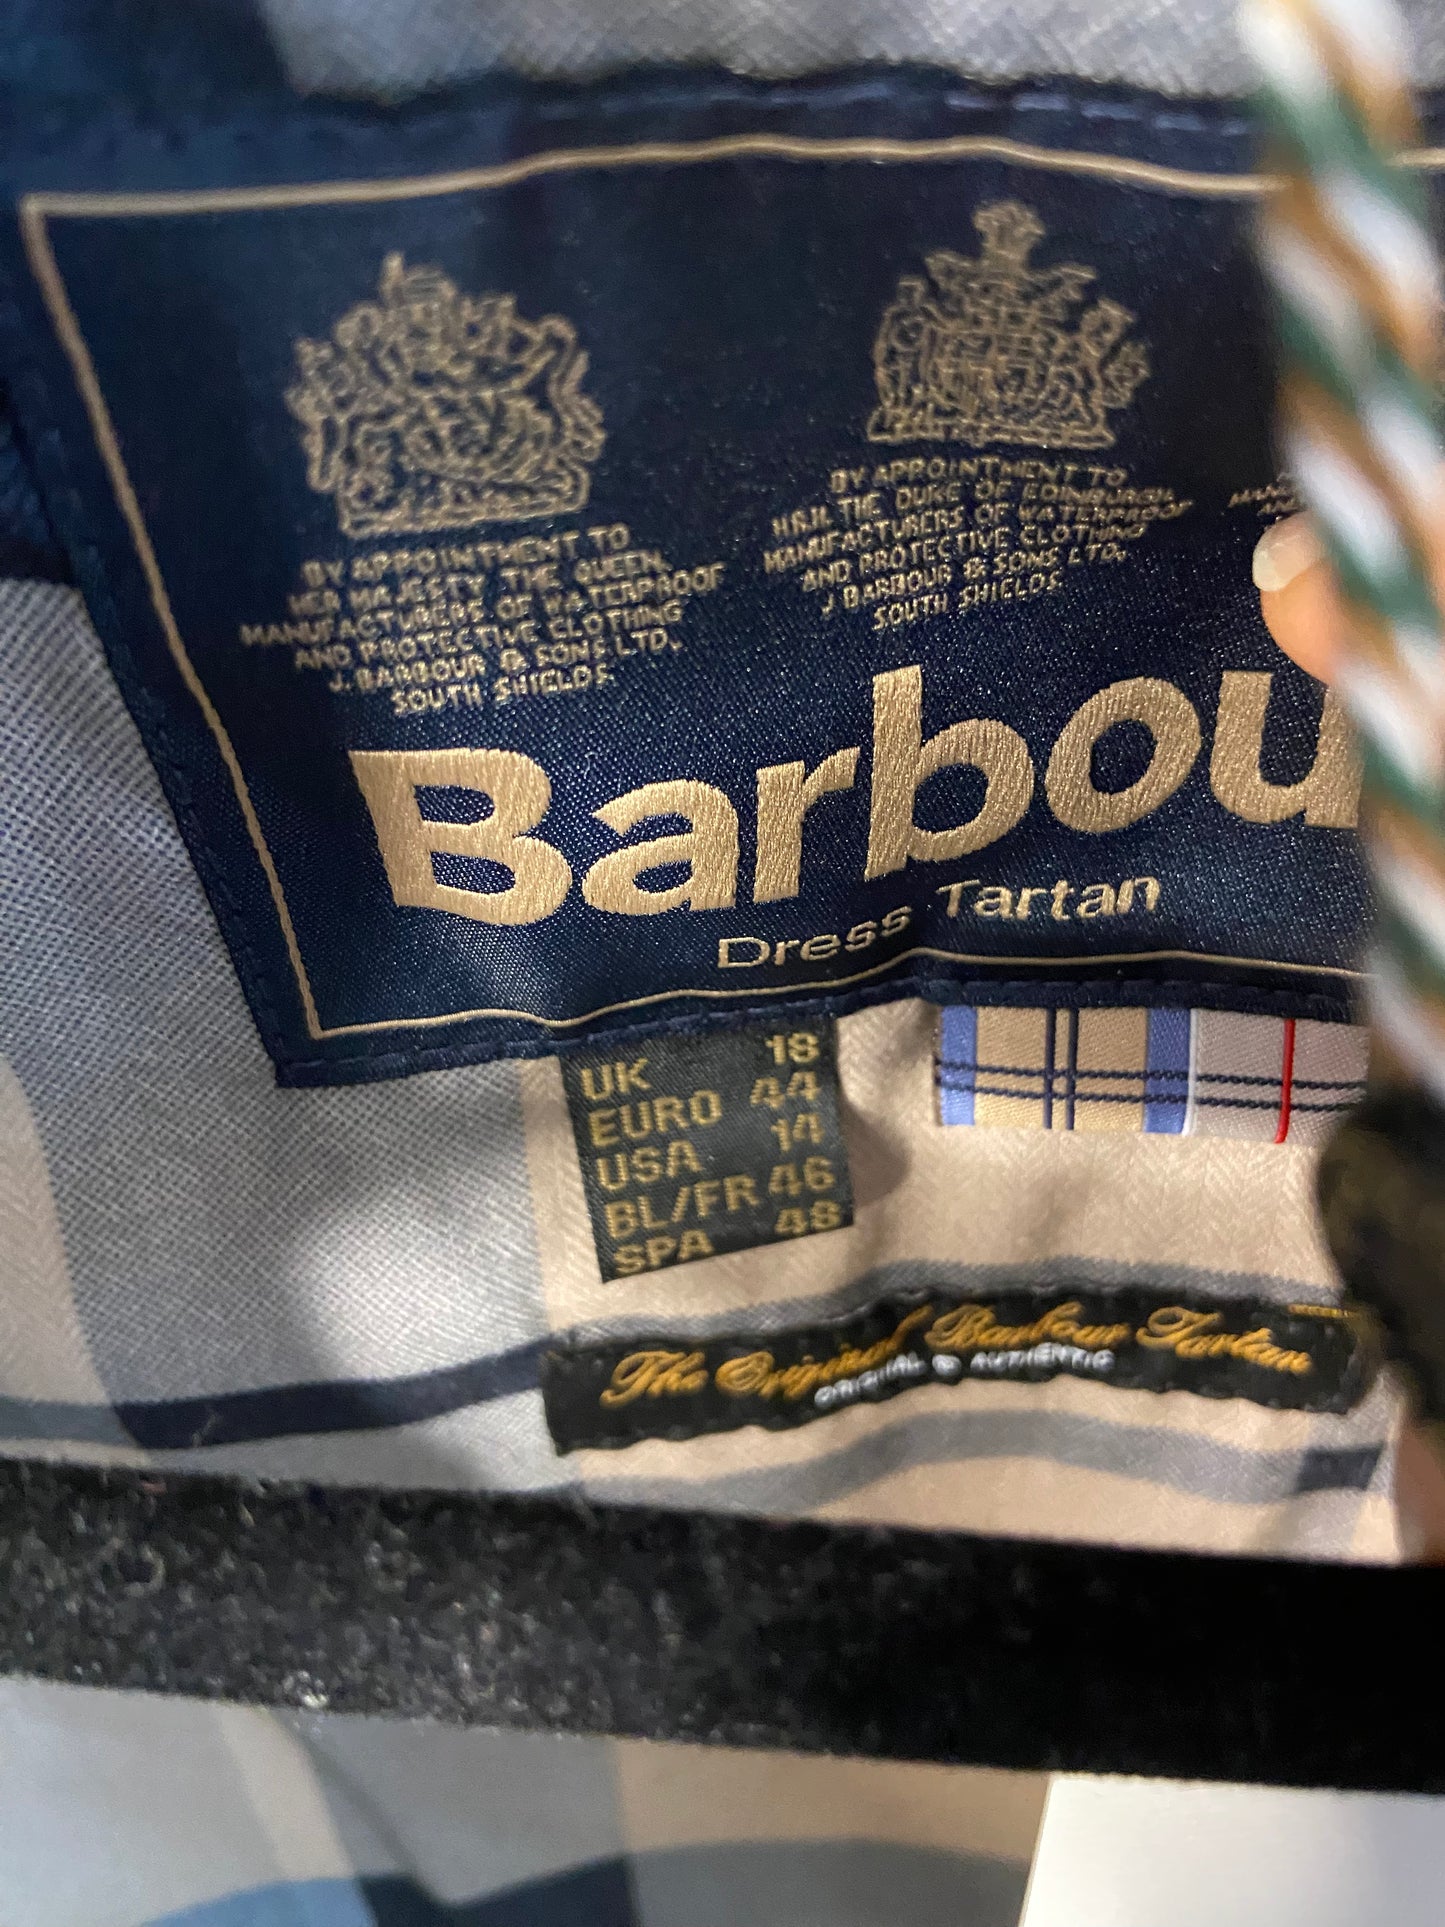 BY APPOINTMENT TO
HER MAJESTY THE QUEEN,
MANUFACTURERS OF WATERPROOF
AND PROTECTIVE CLOTHING
J. BARBOUR & SONS LTD.
SOUTH SHIELDS
BY APPOINTMENT TO
H.R.H. THE DUKE OF EDINBURGH
MANUFACTURERS OF WATERPROOF
AND PROTECTIVE CLOTHING
J BARBOUR & SONS LTD.
SOUTH SHIELDS
Barbou
Dress Tartan
UK 18
EURO 44
USA 14
BL/FR 46
SPA 48
The Original Barbour Tartan
ORIGINAL & AUTHENTIC